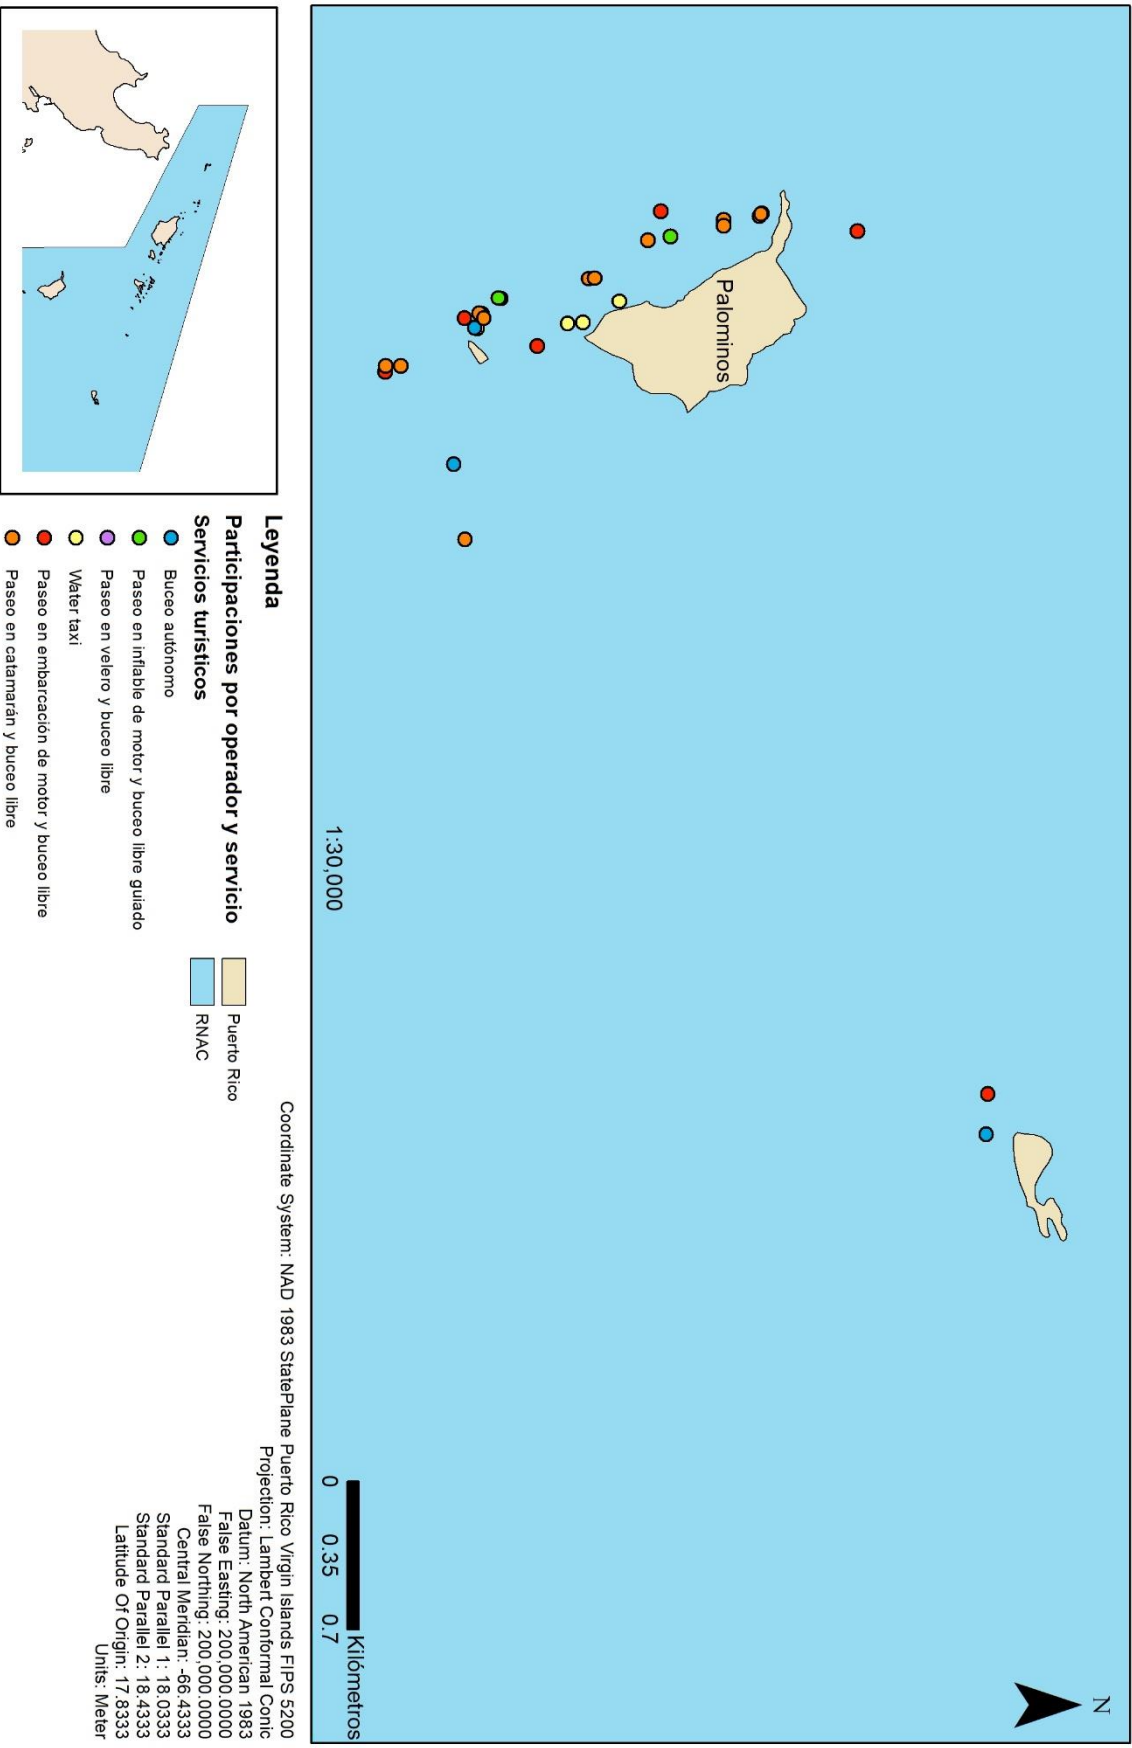 N
Palominos
1:30,000
0 0.35 0.7
Kilómetros
Leyenda
Participaciones por operador y servicio
Servicios turísticos
Buceo autónomo
Paseo en inflable de motor y buceo libre guiado
Paseo en velero y buceo libre
Water taxi
Paseo en embarcación de motor y buceo libre
Paseo en catamarán y buceo libre
Puerto Rico
RNAC
Coordinate System: NAD 1983 StatePlane Puerto Rico Virgin Islands FIPS 5200
Projection: Lambert Conformal Conic
Datum: North American 1983
False Easting: 200,000.0000
False Northing: 200,000.0000
Central Meridian: -66.4333
Standard Parallel 1: 18.0333
Standard Parallel 2: 18.4333
Latitude Of Origin: 17.8333
Units: Meter